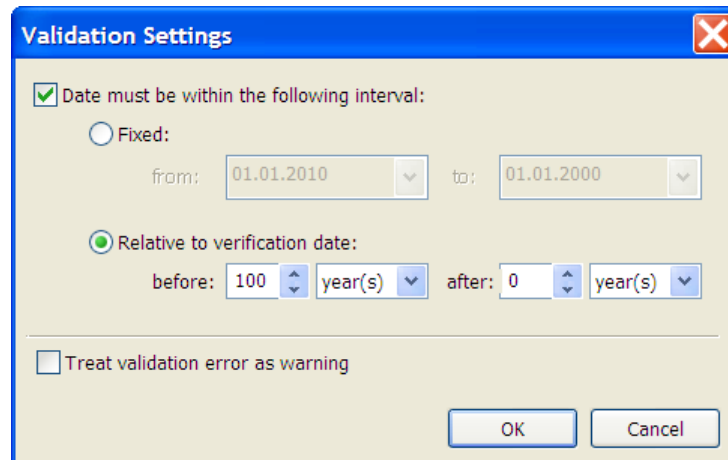 Validation Settings
Date must be within the following interval:
Fixed:
from: 01.01.2010 to: 01.01.2000
Relative to verification date:
before: 100 year(s) after: 0 year(s)
Treat validation error as warning
OK Cancel